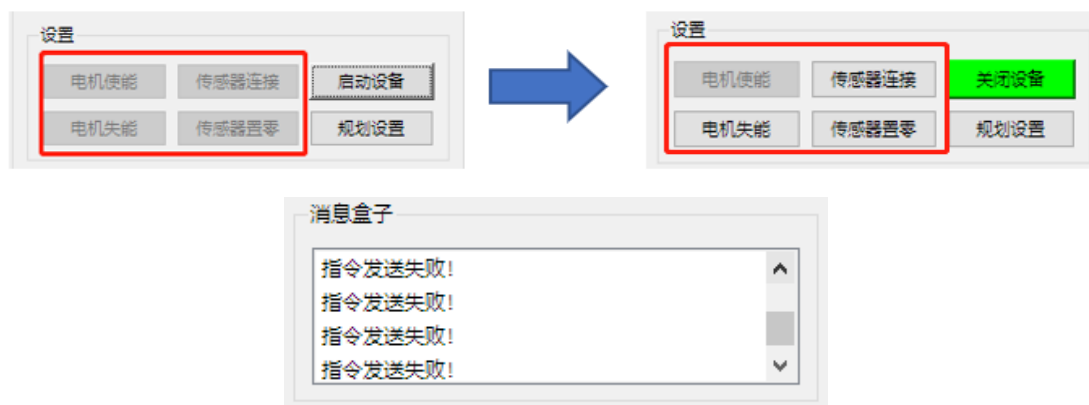 设置
电机使能 传感器连接 启动设备
电机失能 传感器置零 规划设置
设置
电机使能 传感器连接 关闭设备
电机失能 传感器置零 规划设置
消息盒子
指令发送失败!
指令发送失败!
指令发送失败!
指令发送失败!